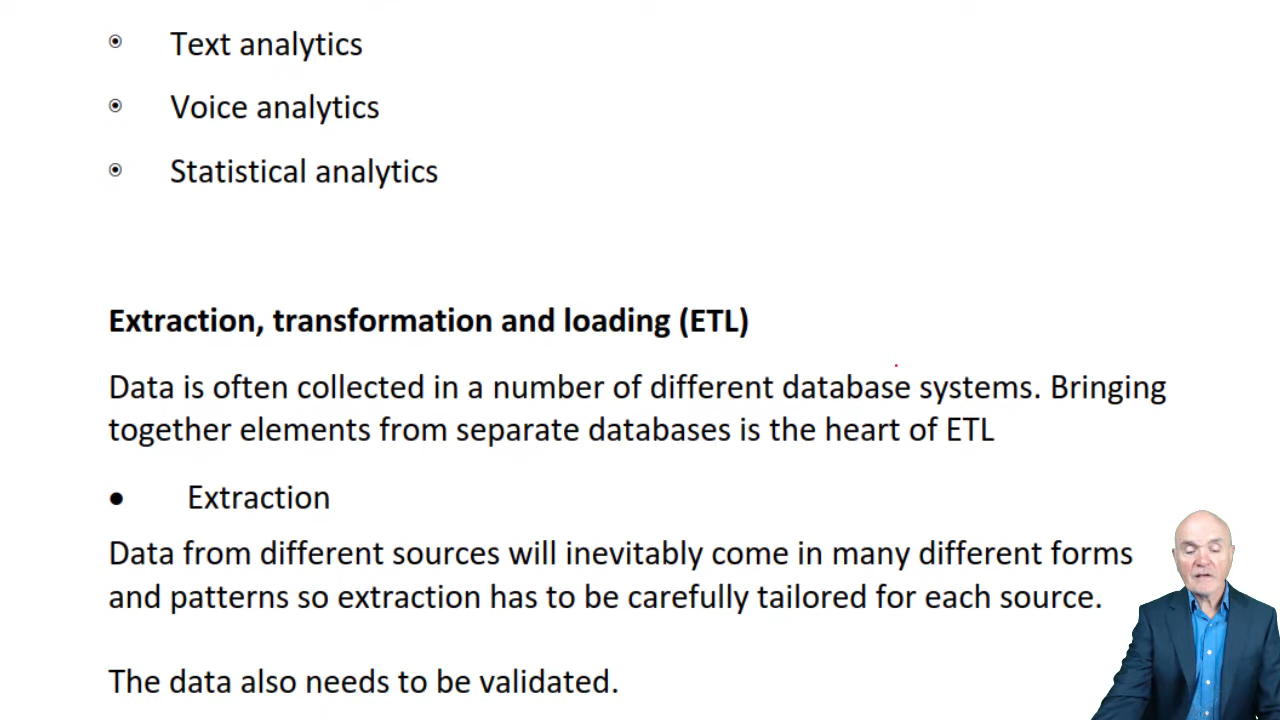 Text analytics
Voice analytics
Statistical analytics
Extraction, transformation and loading (ETL)
Data is often collected in a number of different database systems. Bringing
together elements from separate databases is the heart of ETL
• Extraction
Data from different sources will inevitably come in many different forms
and patterns so extraction has to be carefully tailored for each source.
The data also needs to be validated.